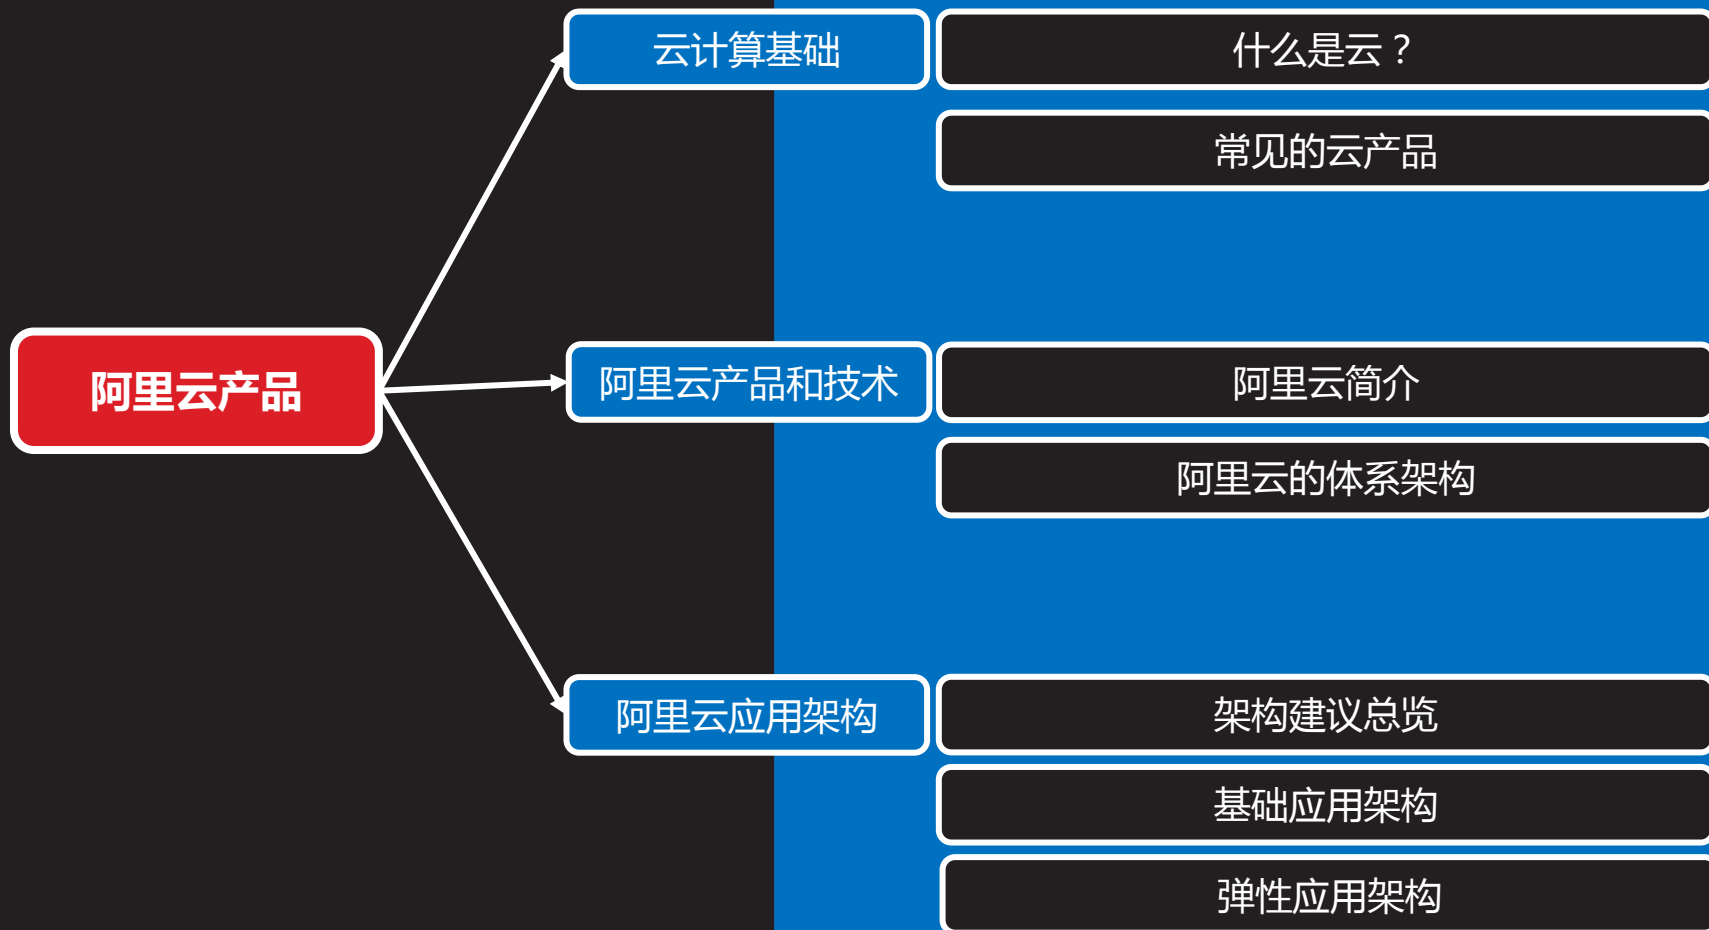 云计算基础
什么是云？
常见的云产品
阿里云产品
阿里云产品和技术
阿里云简介
阿里云的体系架构
阿里云应用架构
架构建议总览
基础应用架构
弹性应用架构